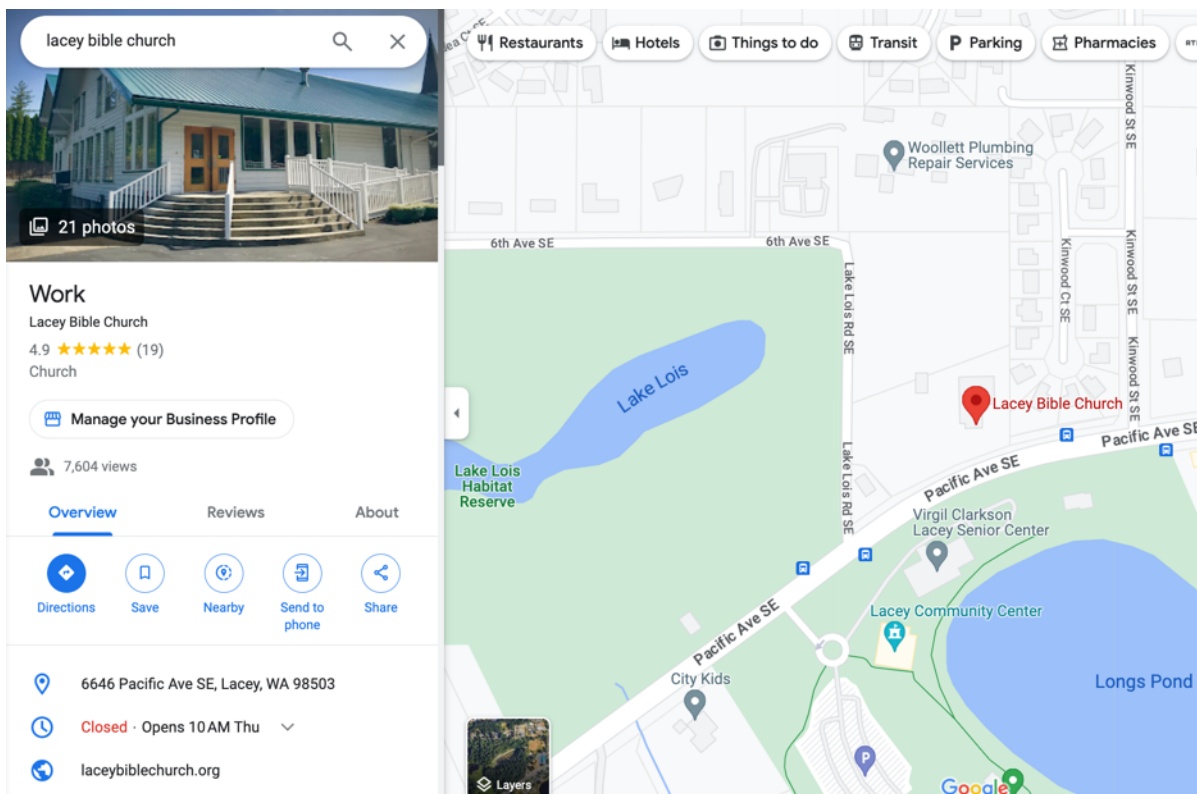 lacey bible church
Restaurants
Hotels
Things to do
Transit
Parking
Pharmacies
21 photos
Work
Lacey Bible Church
4.9 ★★★★★ (19)
Church
Manage your Business Profile
7,604 views
Overview Reviews About
Directions
Save
Nearby
Send to
phone
Share
6646 Pacific Ave SE, Lacey, WA 98503
Closed · Opens 10 AM Thu
laceybiblechurch.org
Kinwood St SE
Woollett Plumbing
Repair Services
6th Ave SE
6th Ave SE
Lake Lois Rd SE
Kinwood Ct SE
Kinwood St SE
Kinwood St SE
Lake Lois
Lacey Bible Church
Lake Lois
Habitat
Reserve
Lake Lois Rd SE
Pacific Ave SE
Pacific Ave SE
Virgil Clarkson
Lacey Senior Center
Lacey Community Center
Pacific Ave SE
City Kids
Longs Pond
P
Layers
Google